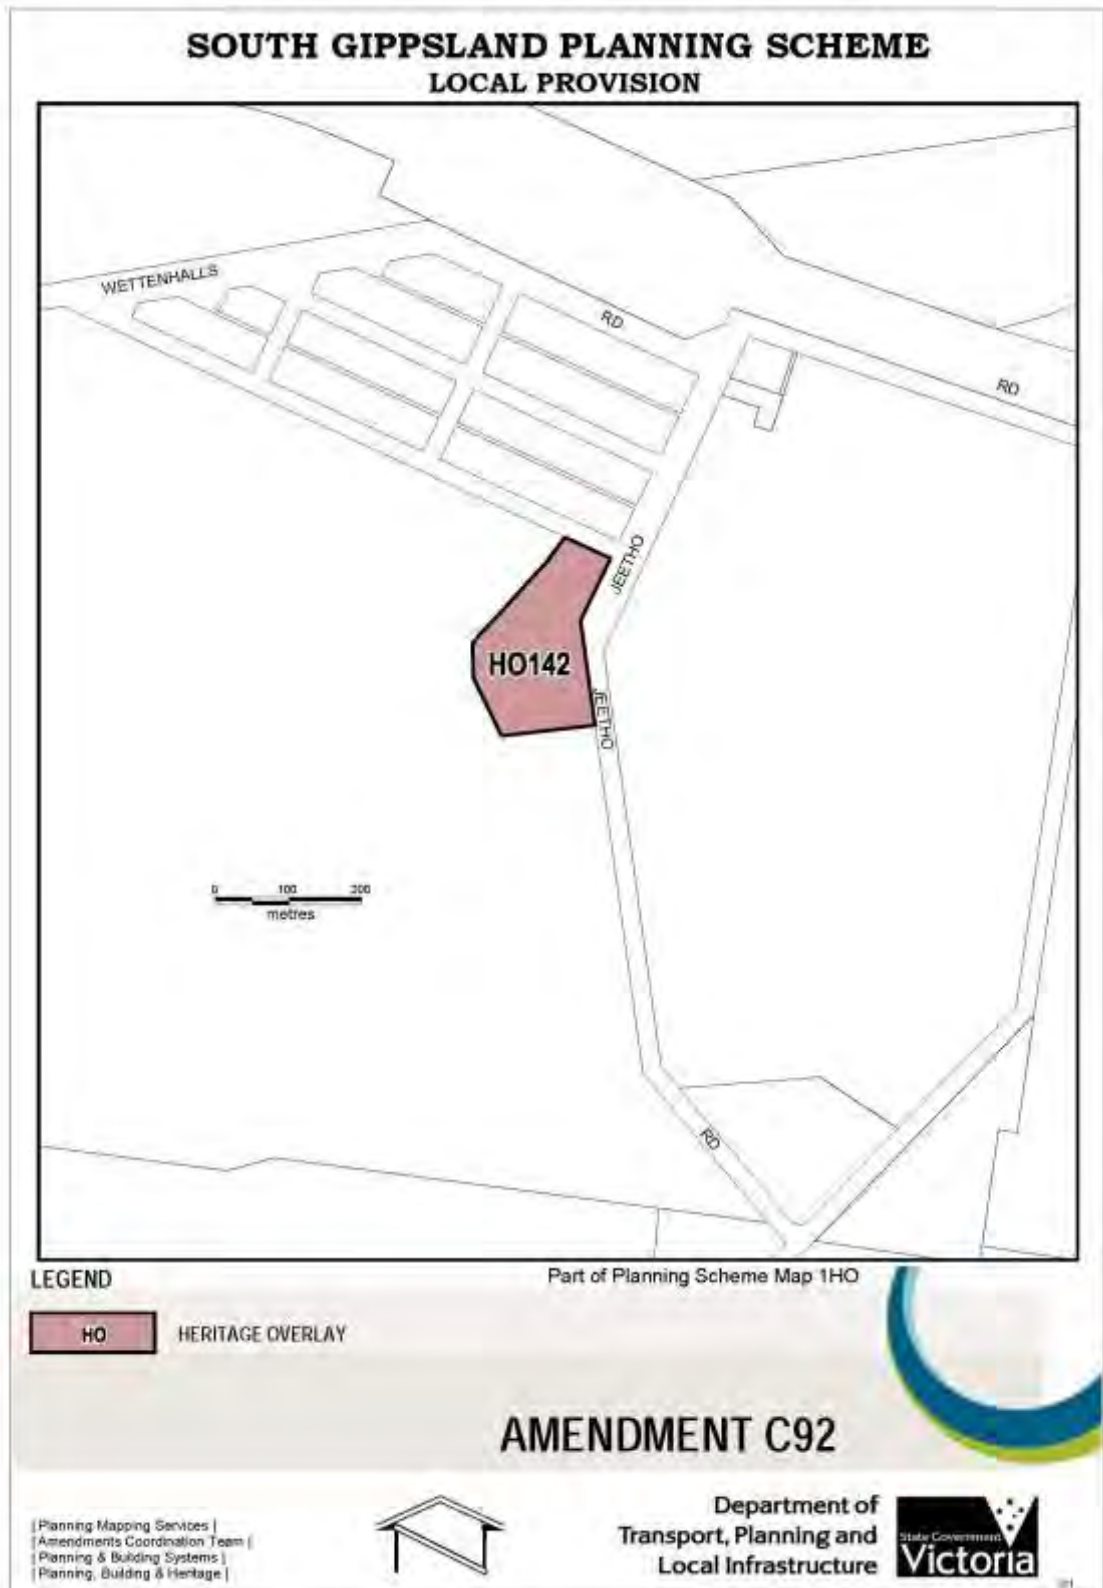 SOUTH GIPPSLAND PLANNING SCHEME
LOCAL PROVISION
WETTENHALLS
RD
RD
JEETHO
HO142
JEETHO
0 100 200
metres
RD
LEGEND
Part of Planning Scheme Map 1HO
HO
HERITAGE OVERLAY
AMENDMENT C92
| Planning Mapping Services |
| Amendments Coordination Team |
| Planning & Building Systems |
| Planning, Building & Heritage |
Department of
Transport, Planning and
Local Infrastructure
State Government
Victoria